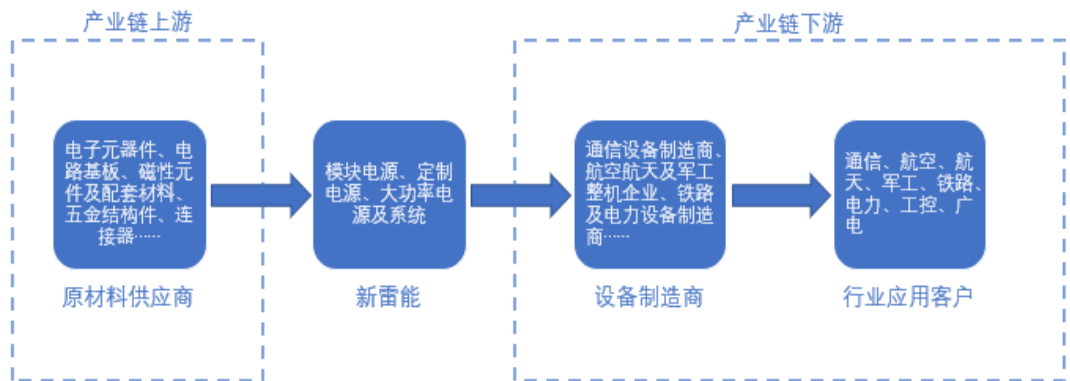 产业链上游
产业链下游
电子元器件、电
路基板、磁性元
件及配套材料、
五金结构件、连
接器……
模块电源、定制
电源、大功率电
源及系统
通信设备制造商、
航空航天及军工
整机企业、铁路
及电力设备制造
商……
通信、航空、航
天、军工、铁路、
电力、工控、广
电
原材料供应商
新雷能
设备制造商
行业应用客户